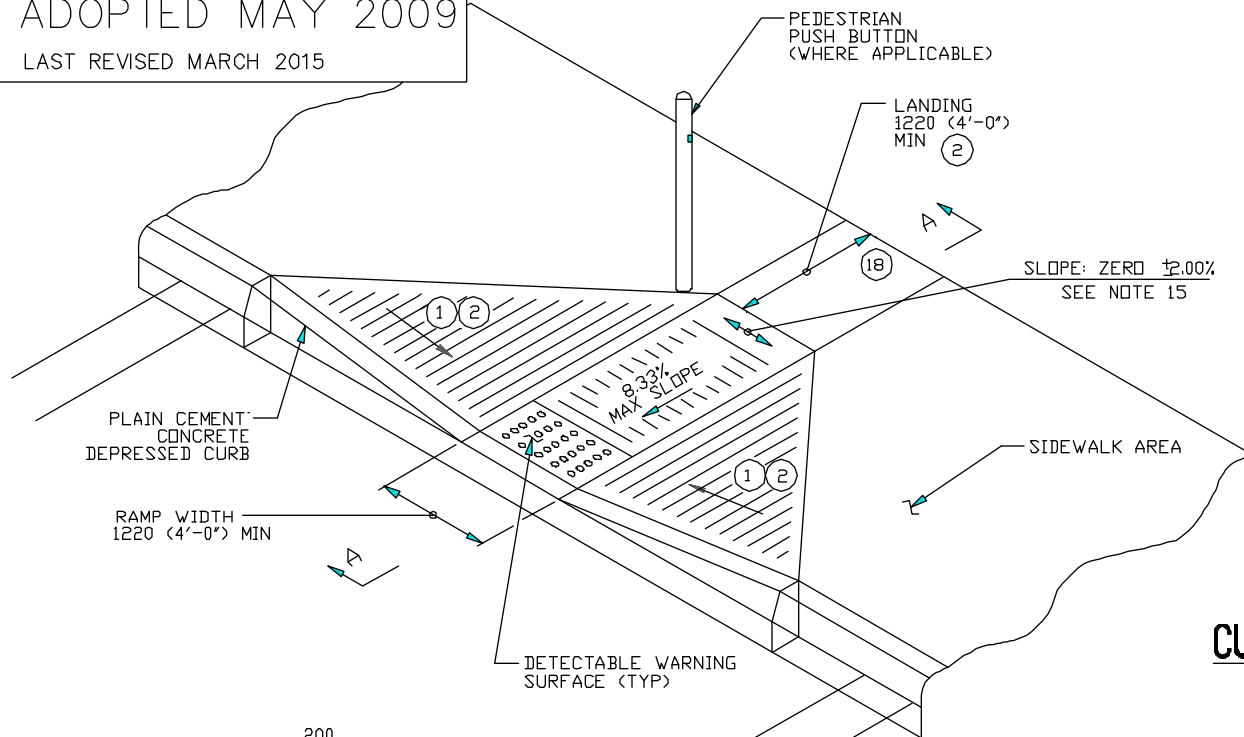 ADOPTED MAY 2009
LAST REVISED MARCH 2015
PEDESTRIAN
PUSH BUTTON
(WHERE APPLICABLE)
LANDING
1220 (4'-0")
MIN
2
A
18
SLOPE: ZERO ±2.00%
SEE NOTE 15
1 2
8.33%
MAX SLOPE
PLAIN CEMENT
CONCRETE
DEPRESSED CURB
SIDEWALK AREA
1 2
RAMP WIDTH
1220 (4'-0") MIN
A
DETECTABLE WARNING
SURFACE (TYP)
200